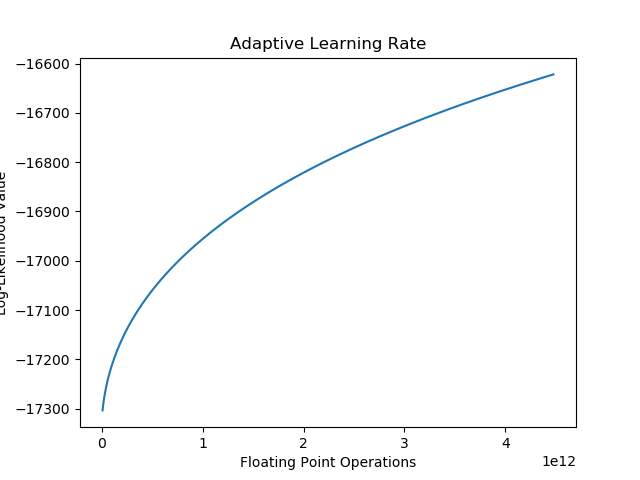 Adaptive Learning Rate
−16600
−16700
−16800
−16900
−17000
−17100
−17200
−17300
Log-Likelihood Value
0 1 2 3 4
1e12
Floating Point Operations